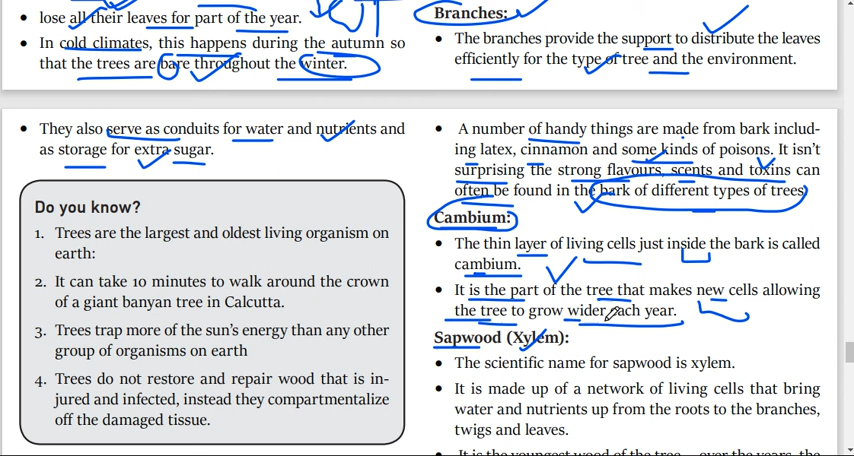 lose all their leaves for part of the year.
In cold climates, this happens during the autumn so
that the trees are bare throughout the winter.
Branches:
The branches provide the support to distribute the leaves
efficiently for the type of tree and the environment.
They also serve as conduits for water and nutrients and
as storage for extra sugar.
Do you know?
1. Trees are the largest and oldest living organism on
earth:
2. It can take 10 minutes to walk around the crown
of a giant banyan tree in Calcutta.
3. Trees trap more of the sun's energy than any other
group of organisms on earth
4. Trees do not restore and repair wood that is in-
jured and infected, instead they compartmentalize
off the damaged tissue.
A number of handy things are made from bark includ-
ing latex, cinnamon and some kinds of poisons. It isn't
surprising the strong flavours, scents and toxins can
often be found in the bark of different types of trees
Cambium:
The thin layer of living cells just inside the bark is called
cambium.
It is the part of the tree that makes new cells allowing
the tree to grow wider each year.
Sapwood (Xylem):
The scientific name for sapwood is xylem.
It is made up of a network of living cells that bring
water and nutrients up from the roots to the branches,
twigs and leaves.
It is the youngest wood of the tree – over the years, the